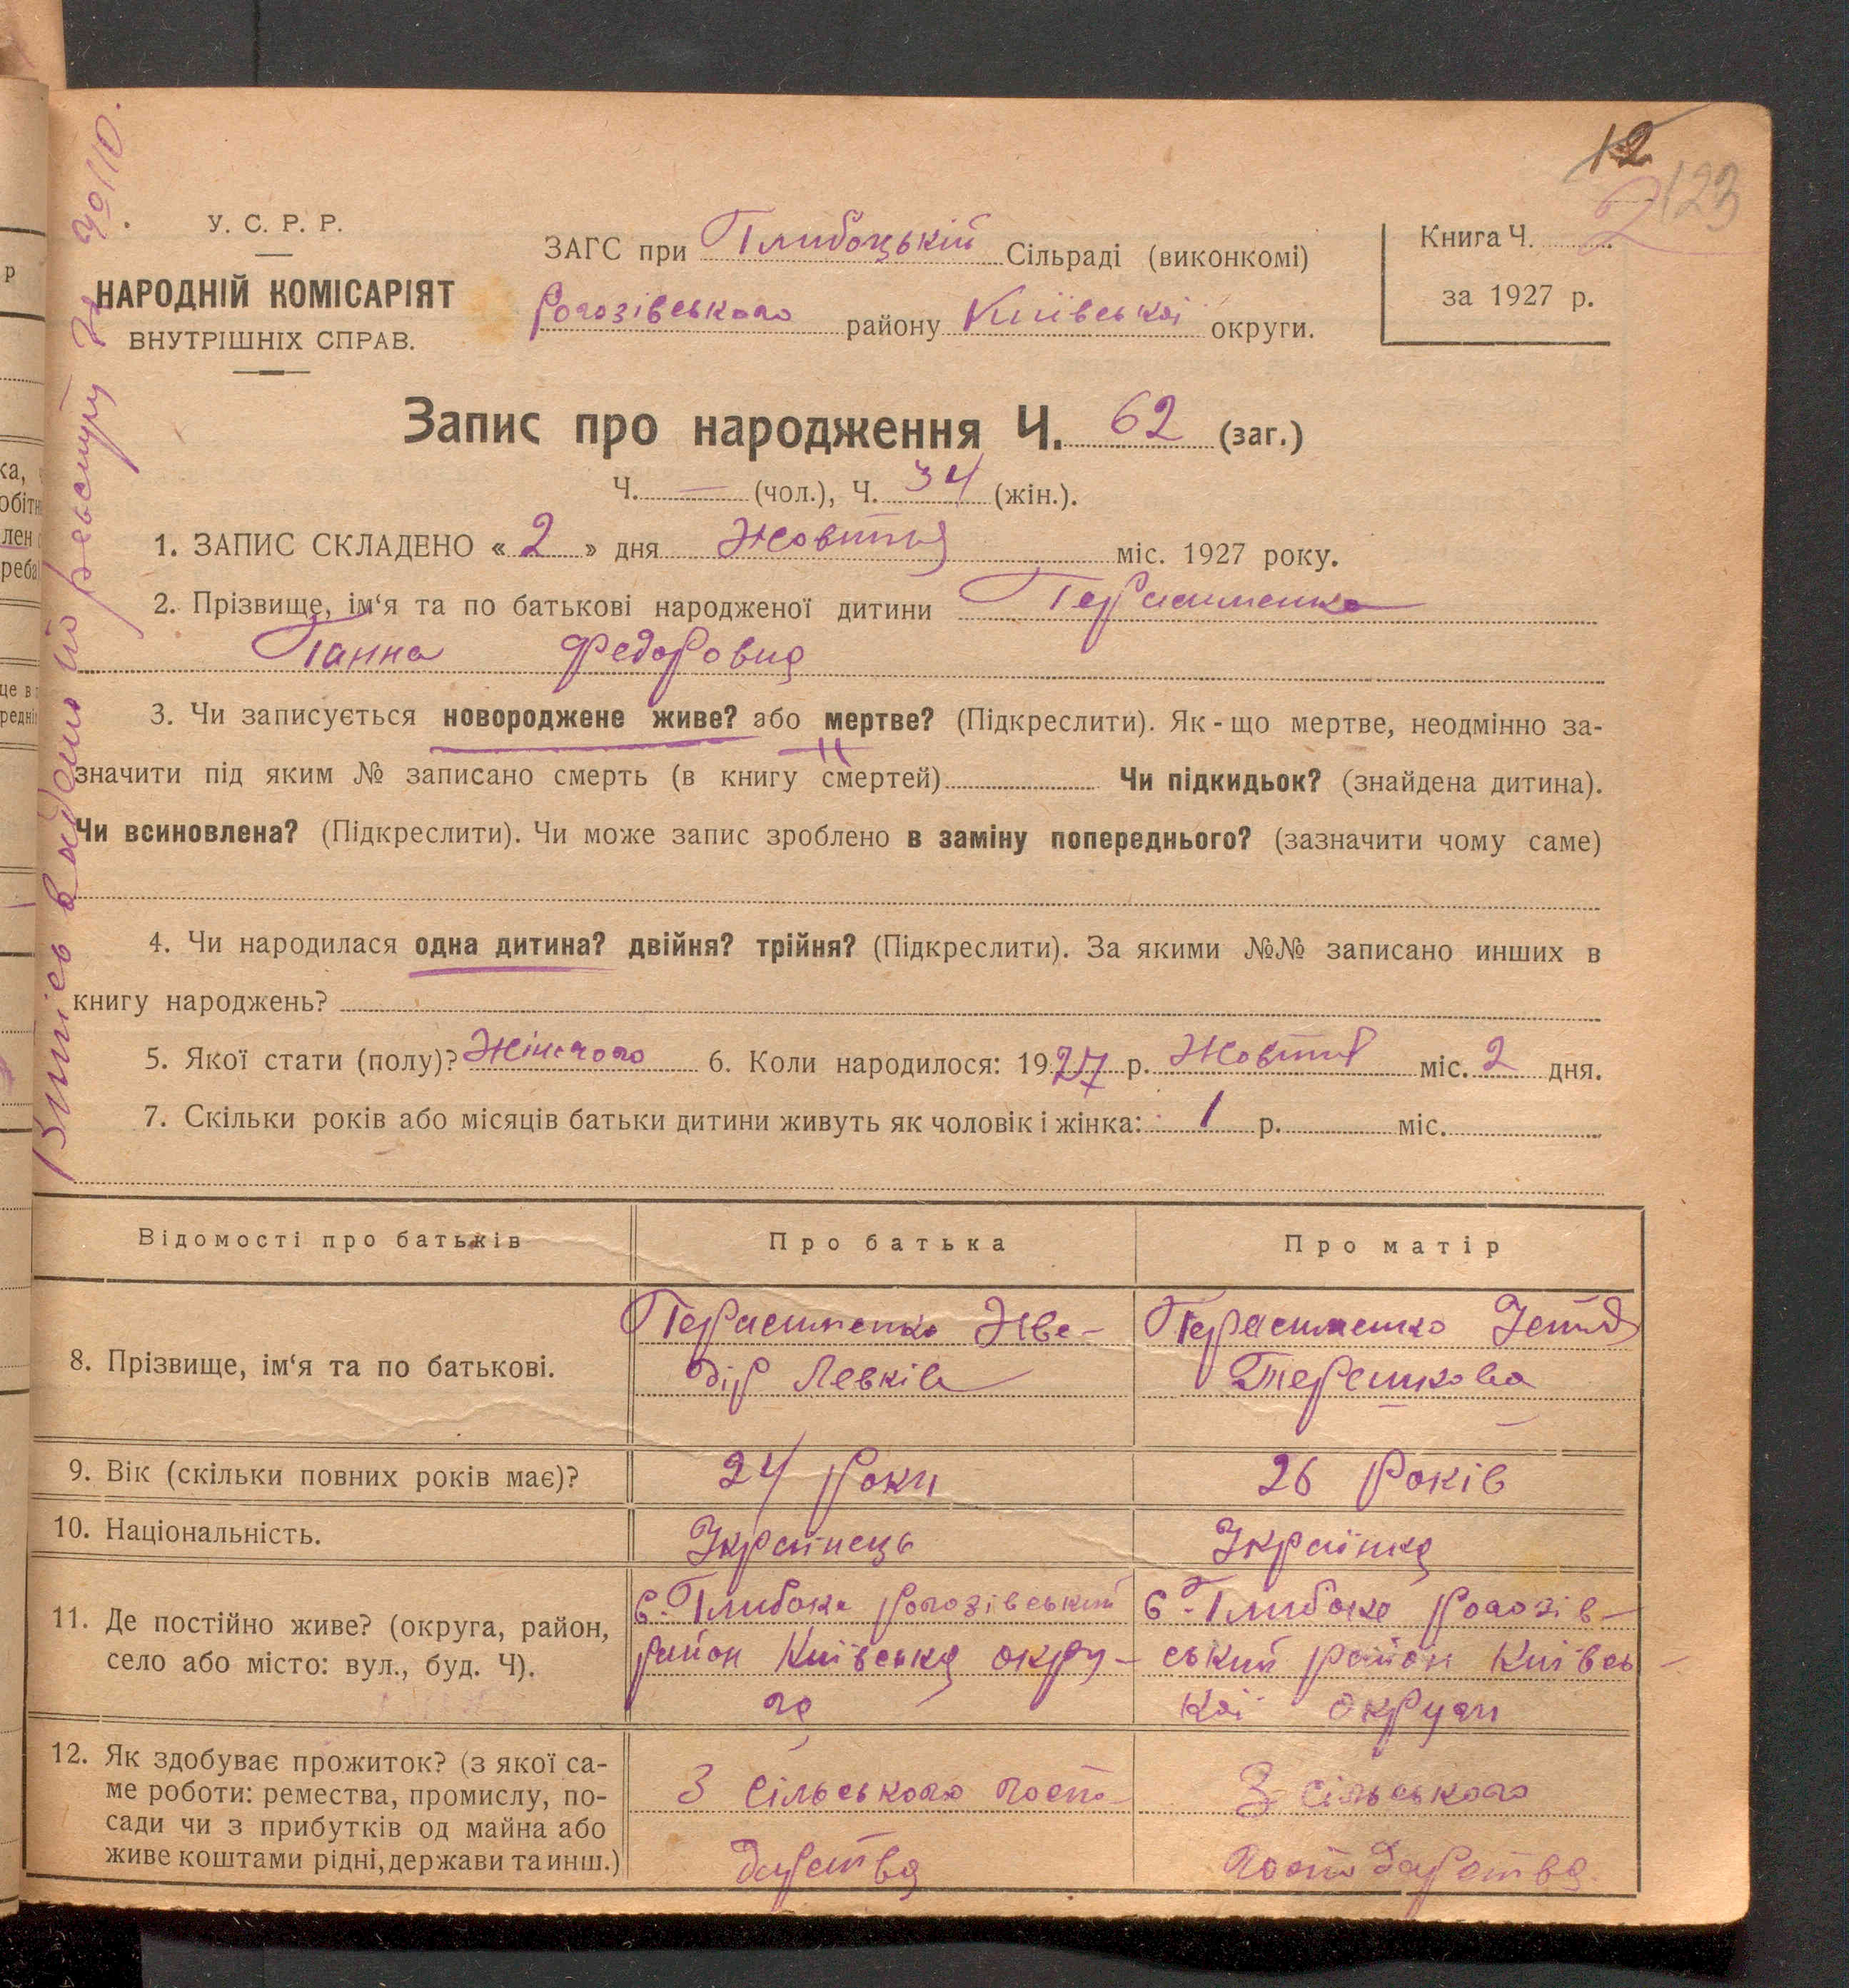 12
2 123
У. С. Р. Р.
НАРОДНІЙ КОМІСАРІЯТ
ВНУТРІШНІХ СПРАВ.
ЗАГС при Глибоцькій Сільраді (виконкомі)
Рогозівського району Київської округи.
Книга Ч.
за 1927 р.
Запис про народження Ч. 62 (заг.)
Ч. — (чол.), Ч. 34 (жін.).
1. ЗАПИС СКЛАДЕНО « 2 » дня Жовтня міс. 1927 року.
2. Прізвище, ім‘я та по батькові народженої дитини Герасименко
Ганна Федоровна
3. Чи записується новороджене живе? або мертве? (Підкреслити). Як - що мертве, неодмінно за-
значити під яким № записано смерть (в книгу смертей) Чи підкидьок? (знайдена дитина).
Чи всиновлена? (Підкреслити). Чи може запис зроблено в заміну попереднього? (зазначити чому саме)
4. Чи народилася одна дитина? двійня? трійня? (Підкреслити). За якими №№ записано инших в
книгу народжень?
5. Якої стати (полу)? Жіночого 6. Коли народилося: 1927 р. Жовтня міс. 2 дня.
7. Скільки років або місяців батьки дитини живуть як чоловік і жінка: 1 р. міс.
Відомості про батьків Про батька Про матір
8. Прізвище, ім‘я та по батькові.
Герасименко Хве-
дір Левків
Герасименко
Терешкова
9. Вік (скільки повних років має)? 24 роки 26 років
10. Національність. Українець Українка
11. Де постійно живе? (округа, район,
село або місто: вул., буд. Ч).
с. Глибоке Рогозівський
район Київська окру-
га
с. Глибоке Рогозів-
ський район Київсь-
кої округи
12. Як здобуває прожиток? (з якої са-
ме роботи: ремества, промислу, по-
сади чи з прибутків од майна або
живе коштами рідні, держави та инш.)
З сільського госпо-
дарства
З сільського
господарства